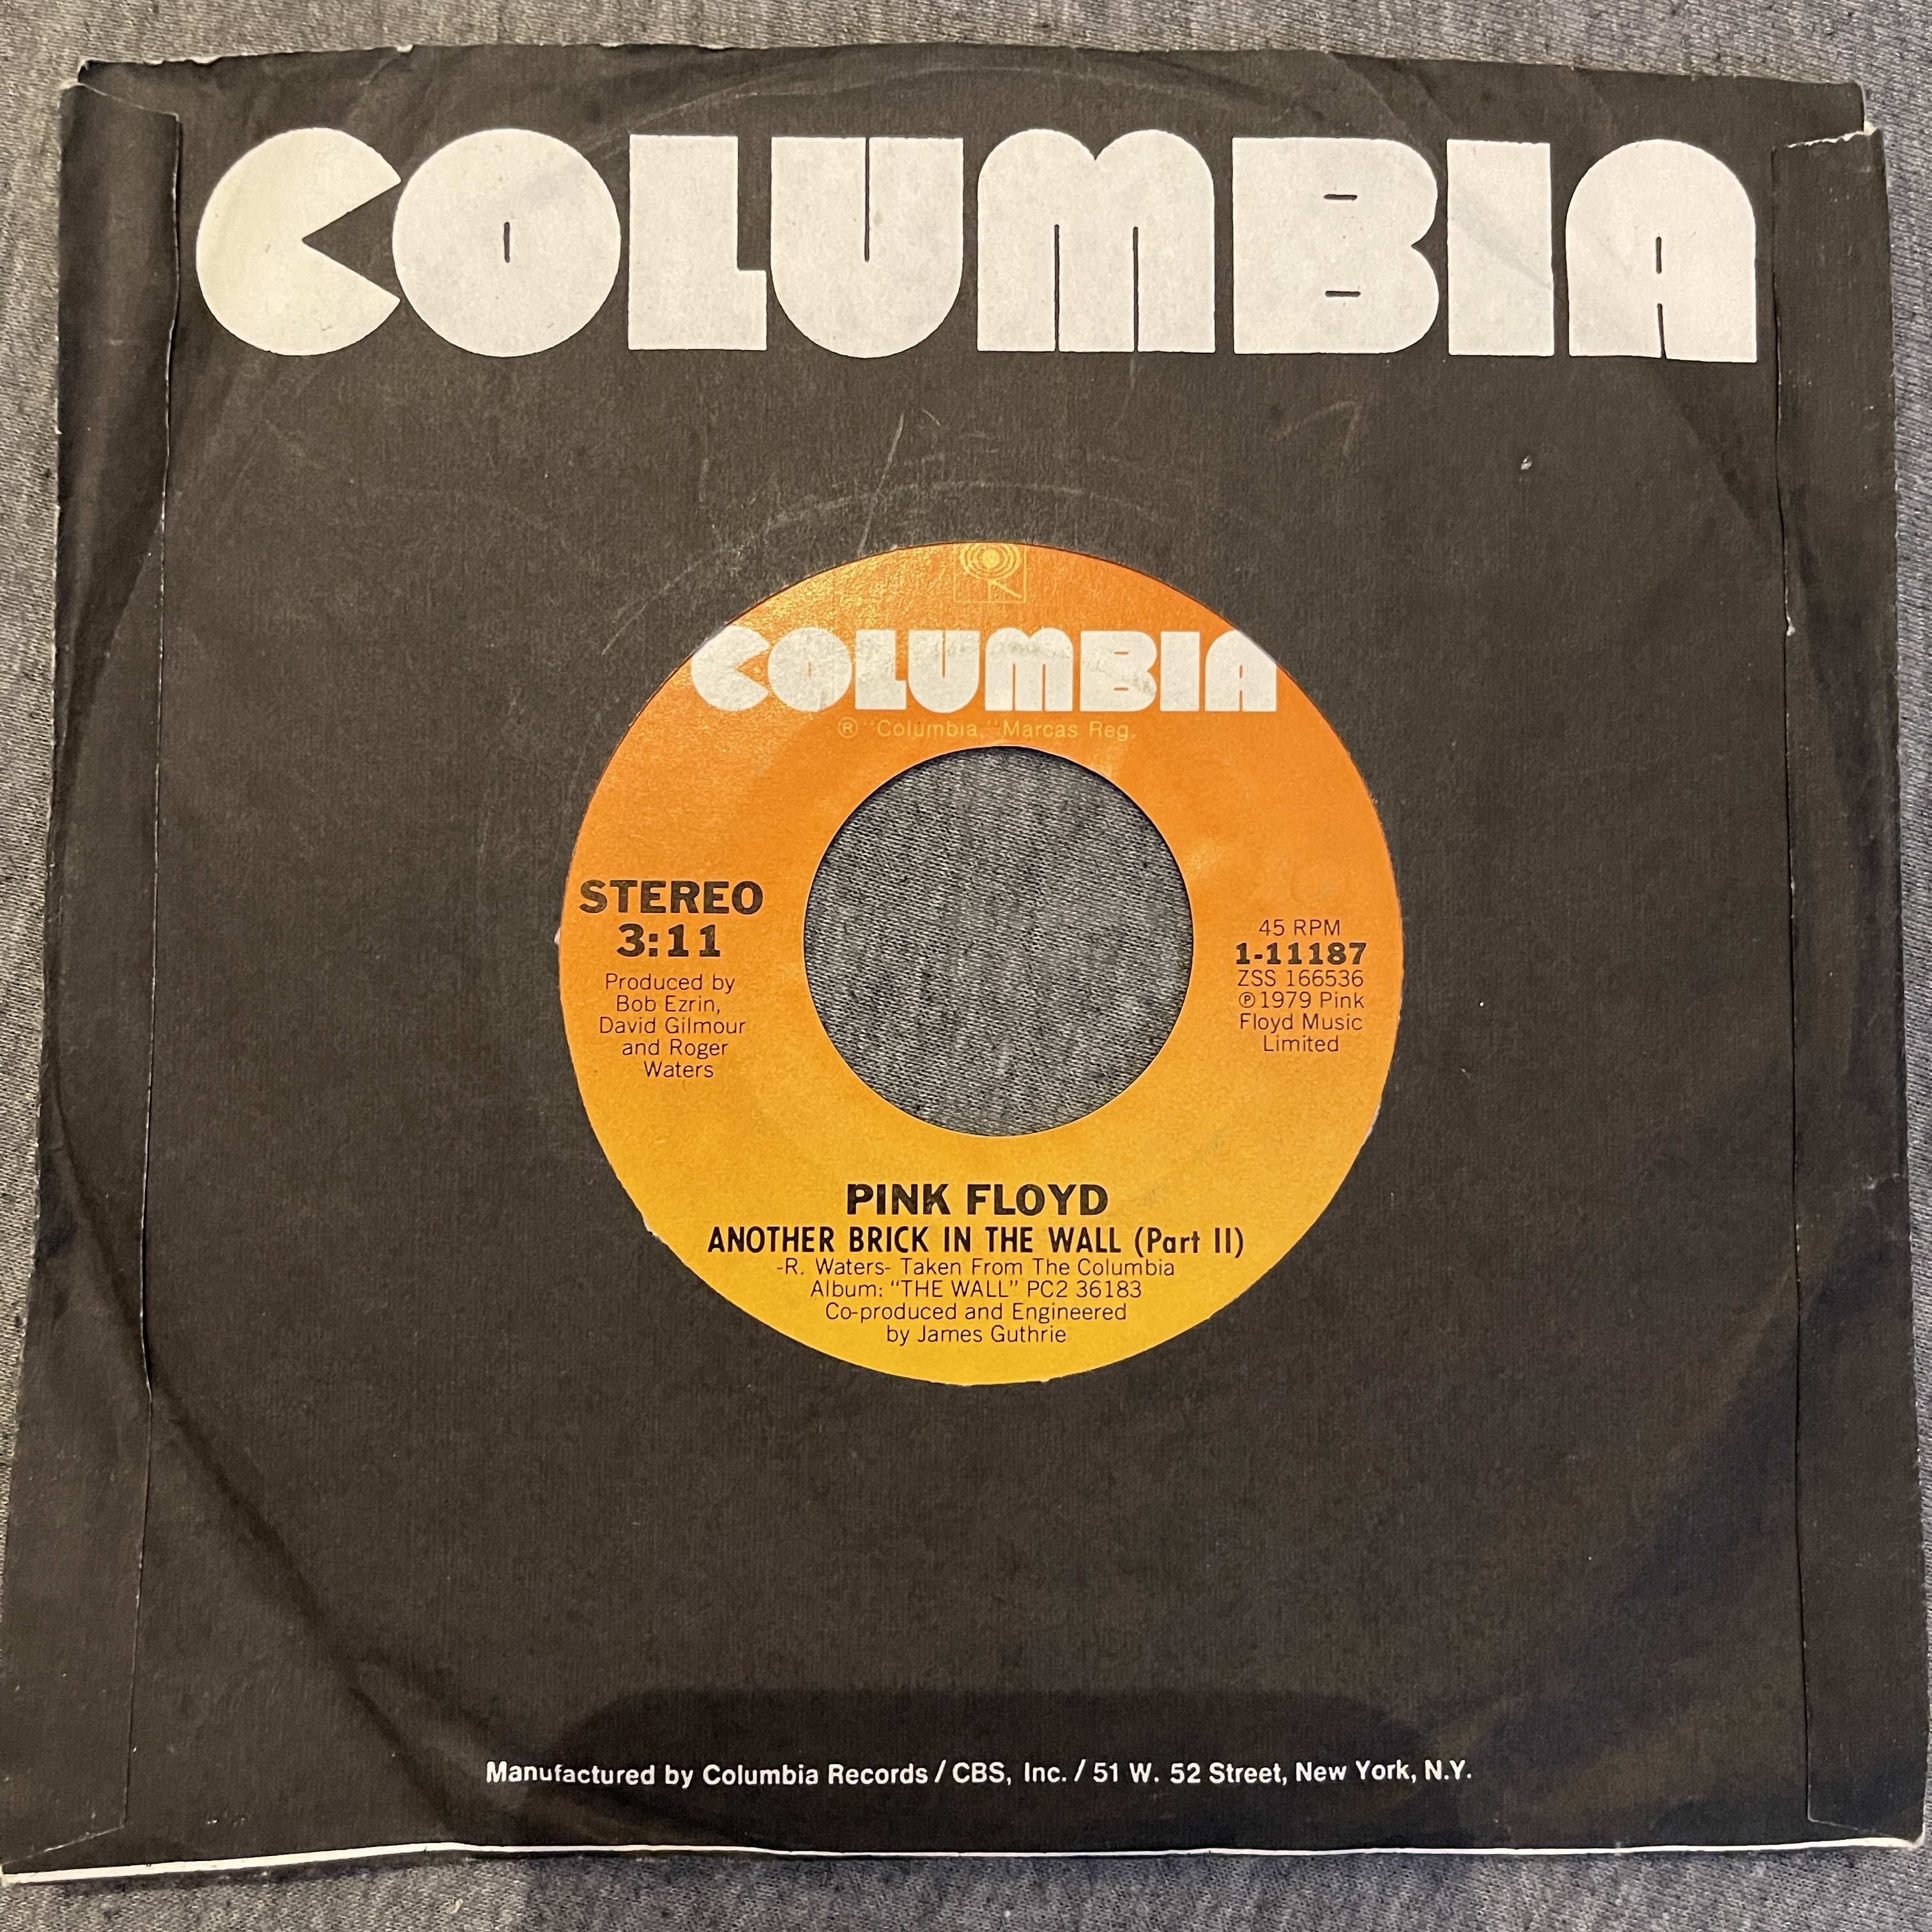 COLUMBIA
COLUMBIA
® "Columbia," Marcas Reg.
STEREO
3:11
Produced by
Bob Ezrin,
David Gilmour
and Roger
Waters
45 RPM
1-11187
ZSS 166536
℗ 1979 Pink
Floyd Music
Limited
PINK FLOYD
ANOTHER BRICK IN THE WALL (Part II)
-R. Waters- Taken From The Columbia
Album: "THE WALL" PC2 36183
Co-produced and Engineered
by James Guthrie
Manufactured by Columbia Records / CBS, Inc. / 51 W. 52 Street, New York, N.Y.